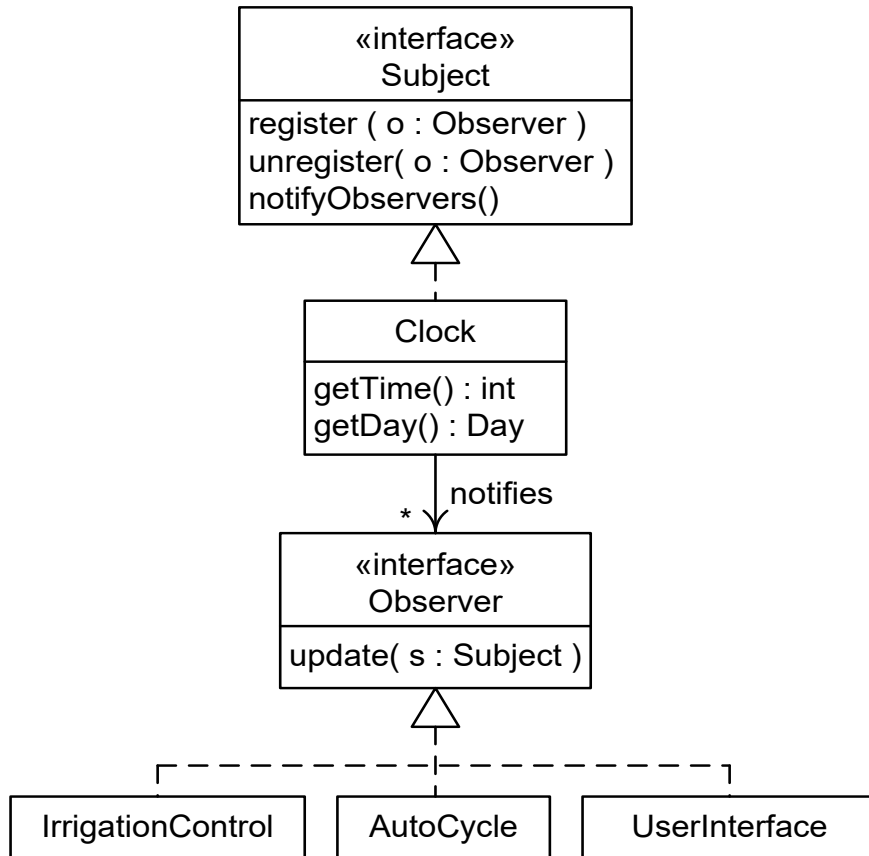 «interface»
Subject
register ( o : Observer )
unregister( o : Observer )
notifyObservers()
Clock
getTime() : int
getDay() : Day
notifies
*
«interface»
Observer
update( s : Subject )
IrrigationControl
AutoCycle
UserInterface